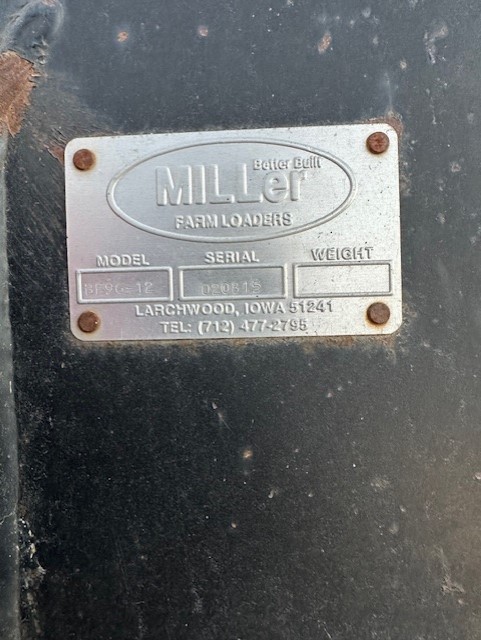 Better Built
MILLer
FARM LOADERS
MODEL SERIAL WEIGHT
LARCHWOOD, IOWA 51241
TEL: (712) 477-2795